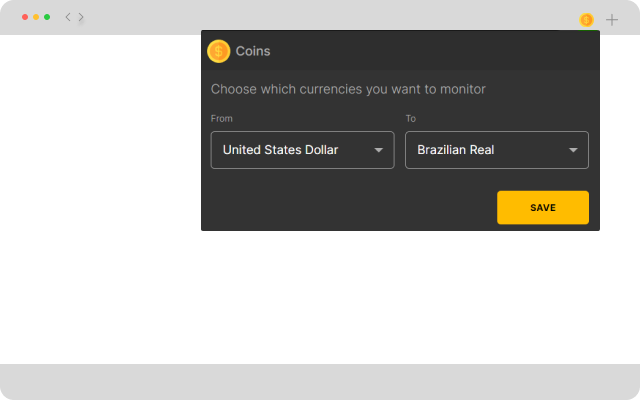 Coins
Choose which currencies you want to monitor
From
To
United States Dollar
Brazilian Real
SAVE